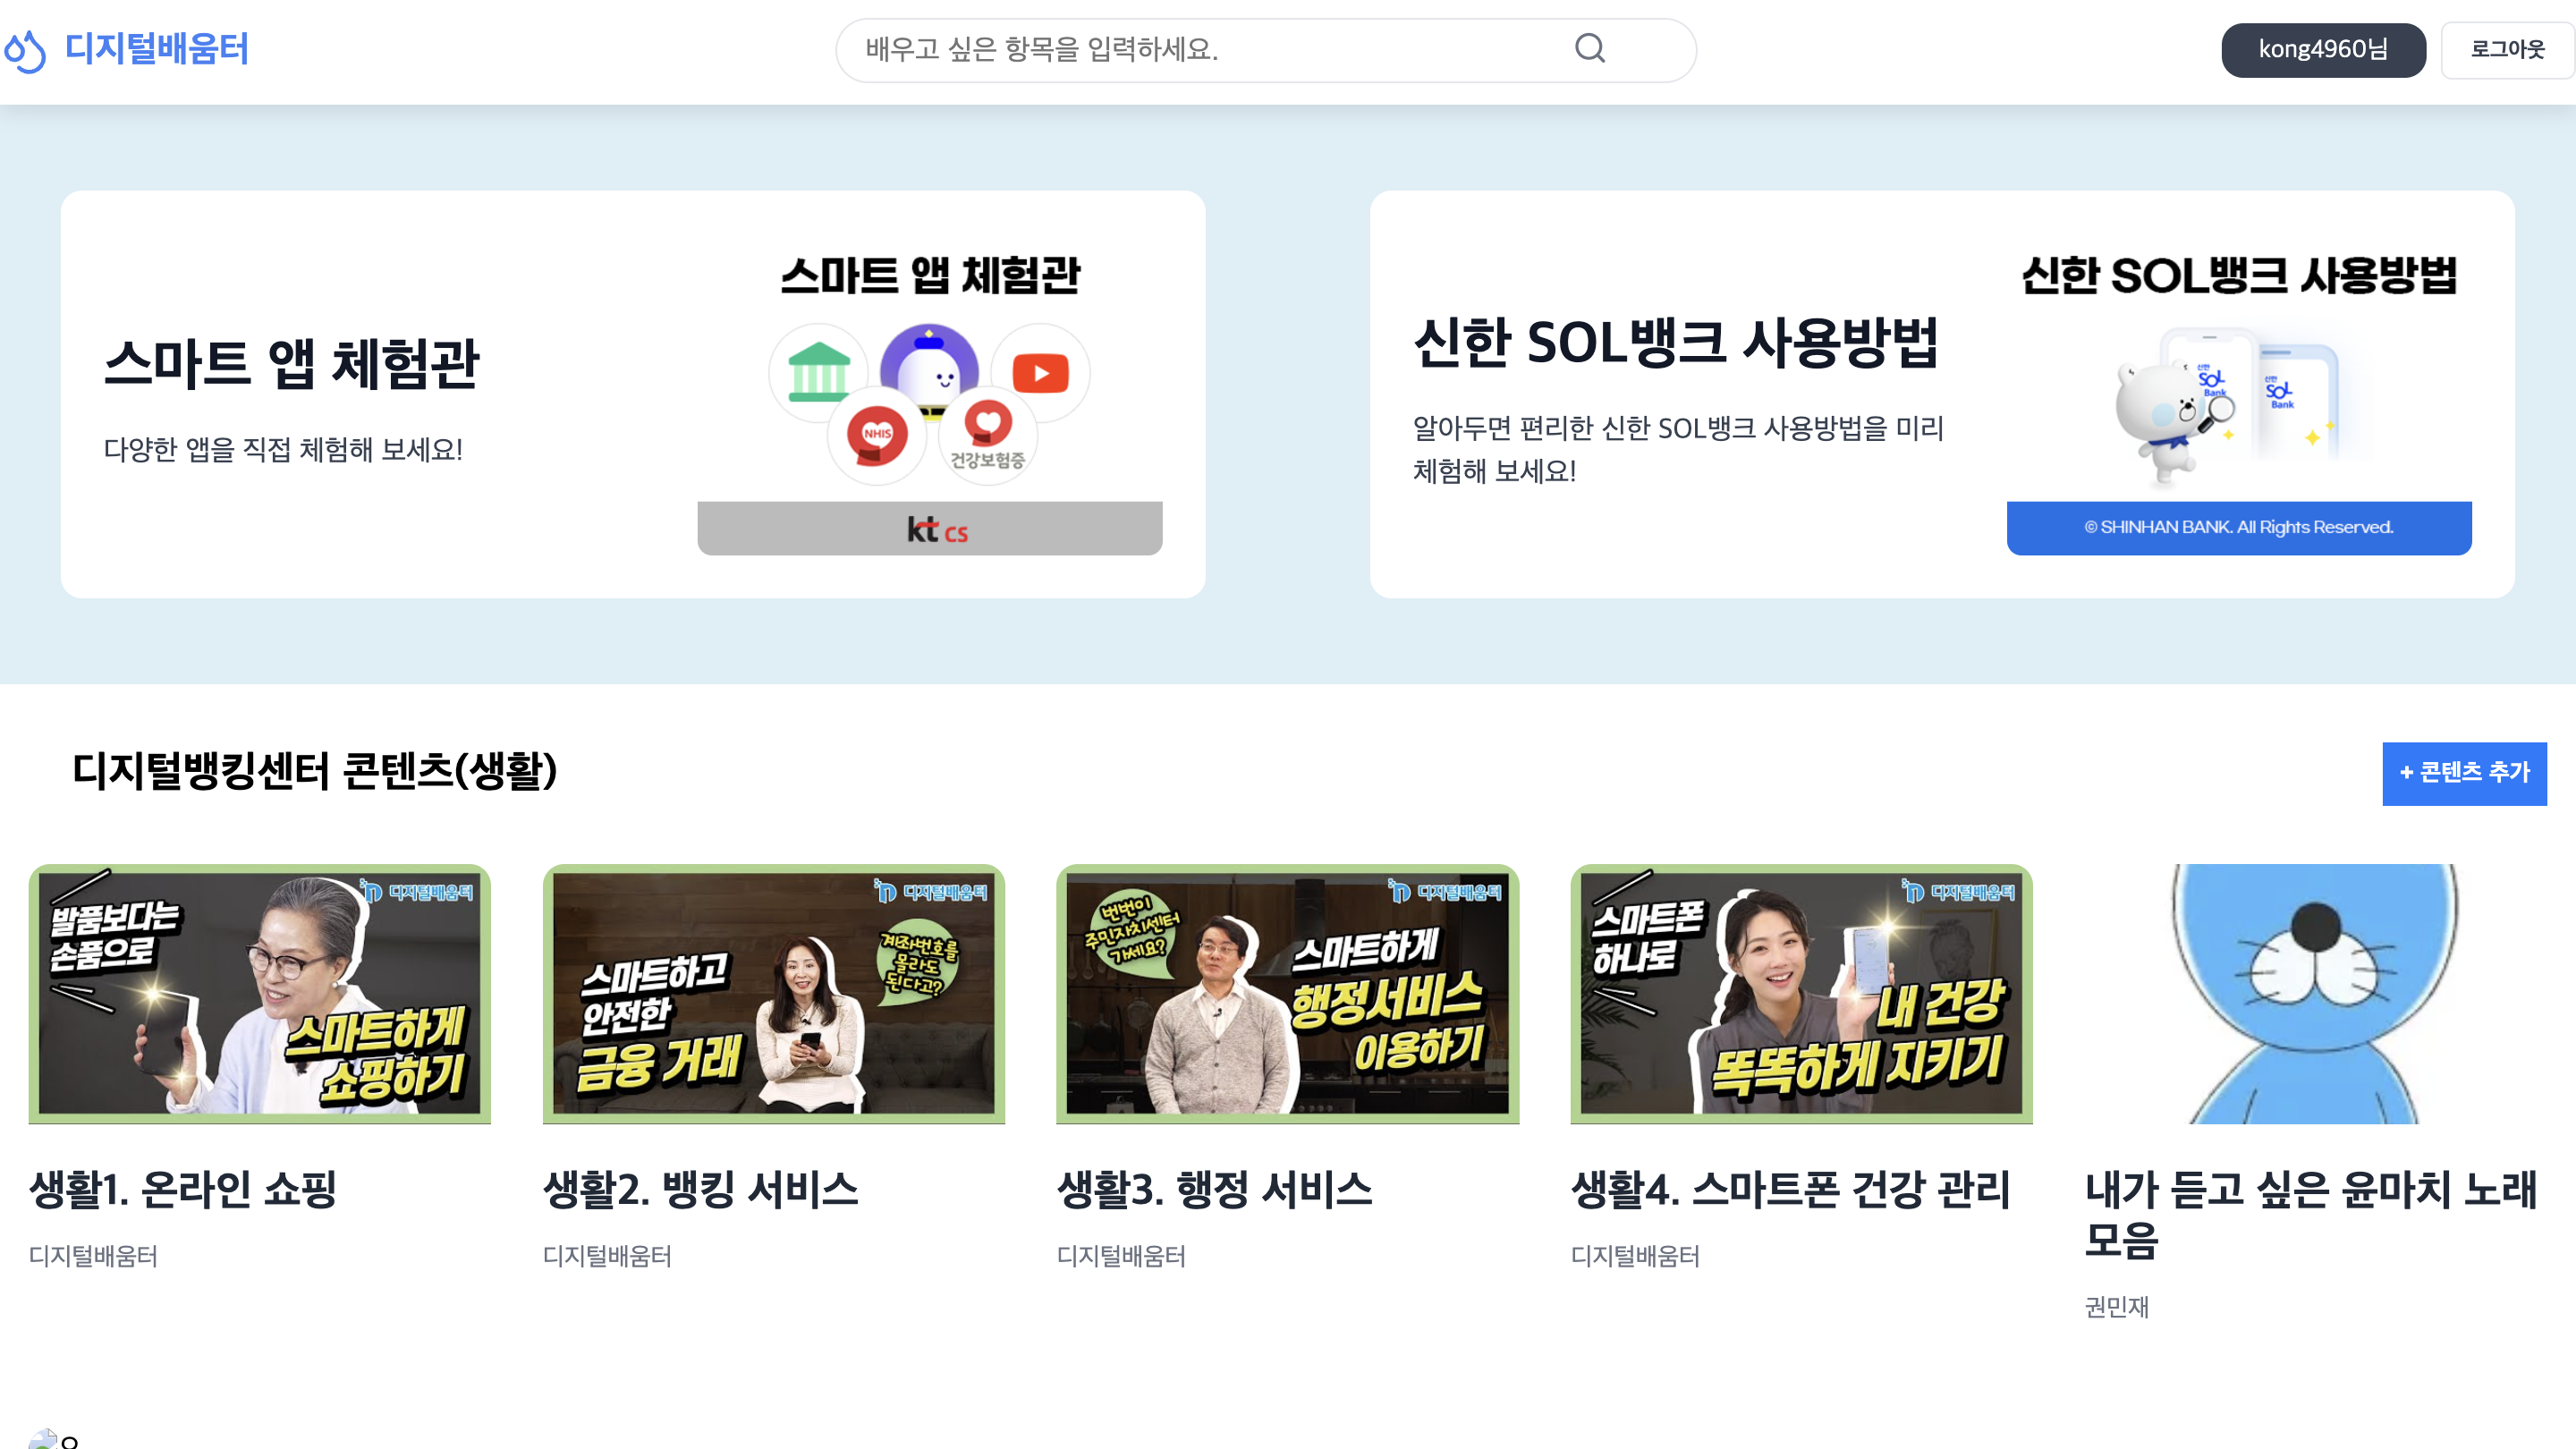 디지털배움터
배우고 싶은 항목을 입력하세요.
kong4960님
로그아웃
스마트 앱 체험관
다양한 앱을 직접 체험해 보세요!
스마트 앱 체험관
NHIS
건강보험증
kt cs
신한 SOL뱅크 사용방법
알아두면 편리한 신한 SOL뱅크 사용방법을 미리
체험해 보세요!
신한 SOL뱅크 사용방법
신한
SOL
Bank
신한
SOL
Bank
© SHINHAN BANK. All Rights Reserved.
디지털뱅킹센터 콘텐츠(생활)
+ 콘텐츠 추가
디지털배움터
발품보다는
손품으로
스마트하게
쇼핑하기
생활1. 온라인 쇼핑
디지털배움터
디지털배움터
계좌번호를
몰라도
된다고?
스마트하고
안전한
금융 거래
생활2. 뱅킹 서비스
디지털배움터
디지털배움터
번번이
주민자치센터
가세요?
스마트하게
행정서비스
이용하기
생활3. 행정 서비스
디지털배움터
디지털배움터
스마트폰
하나로
내 건강
똑똑하게 지키기
생활4. 스마트폰 건강 관리
디지털배움터
내가 듣고 싶은 윤마치 노래
모음
권민재